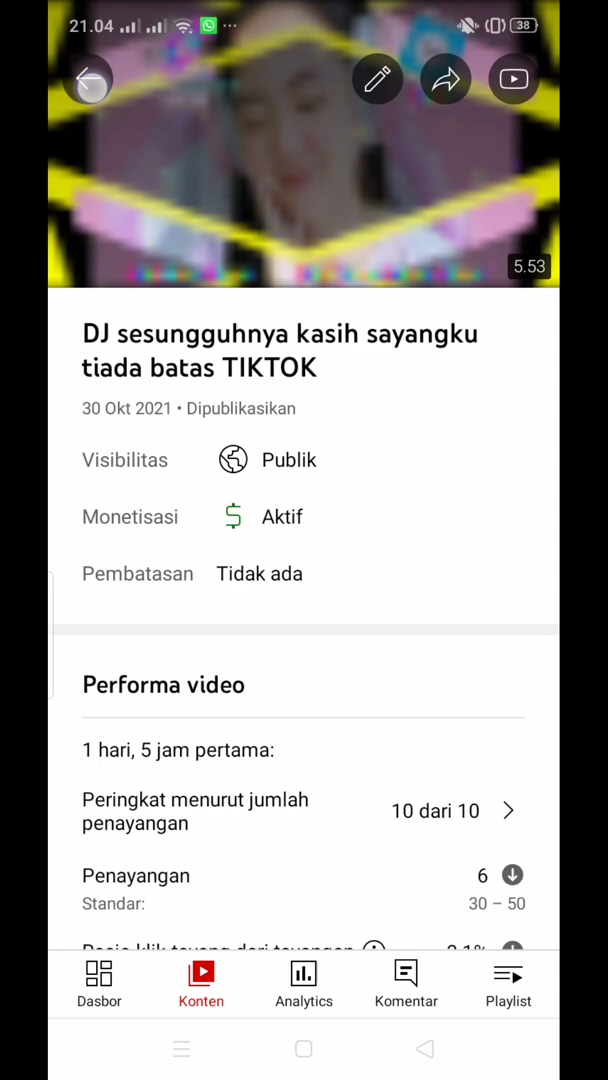 21.04
38
5.53
DJ sesungguhnya kasih sayangku
tiada batas TIKTOK
30 Okt 2021 • Dipublikasikan
Visibilitas Publik
Monetisasi Aktif
Pembatasan Tidak ada
Performa video
1 hari, 5 jam pertama:
Peringkat menurut jumlah
penayangan
10 dari 10
Penayangan 6
Standar: 30 – 50
Dasbor Konten Analytics Komentar Playlist